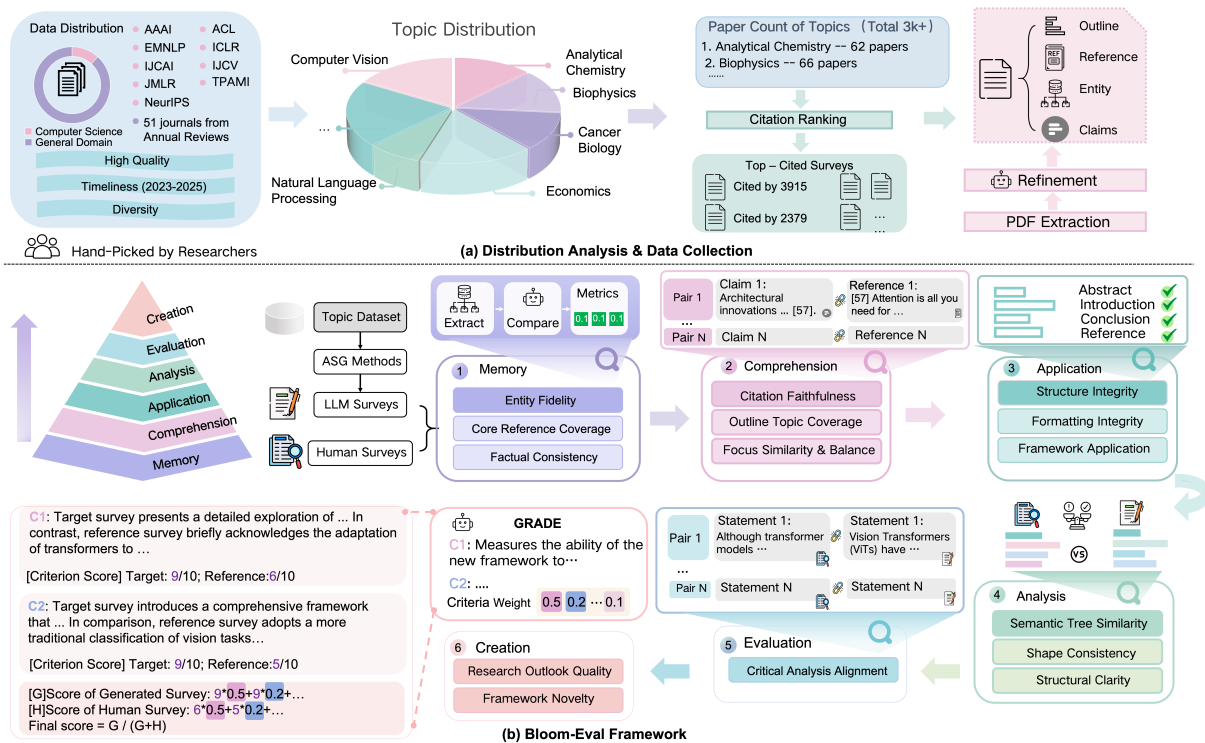 Data Distribution
AAAI
ACL
EMNLP
ICLR
IJCAI
IJCV
JMLR
TPAMI
NeurIPS
51 journals from
Annual Reviews
Computer Science
General Domain
High Quality
Timeliness (2023-2025)
Diversity
Hand-Picked by Researchers
Topic Distribution
Computer Vision
Analytical
Chemistry
Biophysics
Cancer
Biology
Economics
Natural Language
Processing
...
Paper Count of Topics (Total 3k+)
1. Analytical Chemistry -- 62 papers
2. Biophysics -- 66 papers
......
Citation Ranking
Top – Cited Surveys
Cited by 3915
Cited by 2379
...
...
Outline
REF
Reference
Entity
Claims
Refinement
PDF Extraction
(a) Distribution Analysis & Data Collection
Creation
Evaluation
Analysis
Application
Comprehension
Memory
Topic Dataset
ASG Methods
LLM Surveys
Human Surveys
Extract
Compare
Metrics
0.1 0.1 0.1
1 Memory
Entity Fidelity
Core Reference Coverage
Factual Consistency
Pair 1
Claim 1:
Architectural
innovations ... [57].
Reference 1:
[57] Attention is all you
need for ...
...
Pair N
Claim N
Reference N
2 Comprehension
Citation Faithfulness
Outline Topic Coverage
Focus Similarity & Balance
Abstract
Introduction
Conclusion
Reference
3 Application
Structure Integrity
Formatting Integrity
Framework Application
VS
4 Analysis
Semantic Tree Similarity
Shape Consistency
Structural Clarity
Pair 1
Statement 1:
Although transformer
models ...
Statement 1:
Vision Transformers
(ViTs) have ...
...
Pair N
Statement N
Statement N
5 Evaluation
Critical Analysis Alignment
GRADE
C1: Measures the ability of the
new framework to...
C2: ....
Criteria Weight 0.5 0.2 ... 0.1
6 Creation
Research Outlook Quality
Framework Novelty
C1: Target survey presents a detailed exploration of ... In
contrast, reference survey briefly acknowledges the adaptation
of transformers to ...
[Criterion Score] Target: 9/10; Reference:6/10
C2: Target survey introduces a comprehensive framework
that ... In comparison, reference survey adopts a more
traditional classification of vision tasks...
[Criterion Score] Target: 9/10; Reference:5/10
[G]Score of Generated Survey: 9*0.5+9*0.2+...
[H]Score of Human Survey: 6*0.5+5*0.2+...
Final score = G / (G+H)
(b) Bloom-Eval Framework